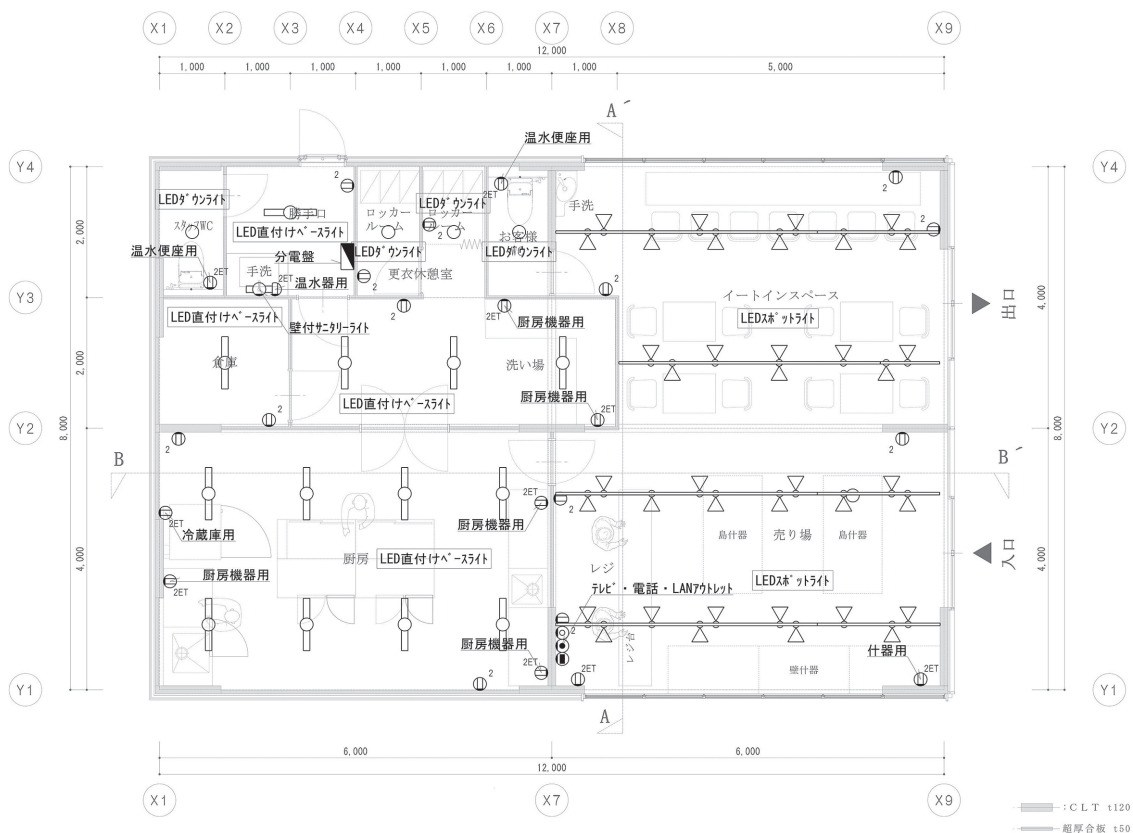 X1 X2 X3 X4 X5 X6 X7 X8 X9
12,000
1,000 1,000 1,000 1,000 1,000 1,000 1,000 5,000
A´
温水便座用
Y4 Y4
LEDﾀﾞｳﾝﾗｲﾄ
2
2ET
LEDﾀﾞｳﾝﾗｲﾄ
手洗
勝手口
ロッカー
ルーム
ロッカー
ルーム
2
ｽﾀｯﾌWC
LED直付けﾍﾞｰｽﾗｲﾄ
お客様
2
2,000
温水便座用
分電盤
LEDﾀﾞｳﾝﾗｲﾄ
2
2ET
手洗
2ET
温水器用
2
更衣休憩室
2
イートインスペース
出口
4,000
Y3
LEDｽﾎﾟｯﾄﾗｲﾄ
LED直付けﾍﾞｰｽﾗｲﾄ
壁付ｻﾆﾀﾘｰﾗｲﾄ
2
2ET
厨房機器用
倉庫
洗い場
2,000
LED直付けﾍﾞｰｽﾗｲﾄ
厨房機器用
2
2ET
Y2 Y2
8,000 8,000
2
2
B B´
2ET
冷蔵庫用
2ET
厨房機器用
2
島什器
売り場
島什器
厨房
LED直付けﾍﾞｰｽﾗｲﾄ
レジ
LEDｽﾎﾟｯﾄﾗｲﾄ
入口
4,000 4,000
厨房機器用
2ET
ﾃﾚﾋﾞ・電話・LANｱｳﾄﾚｯﾄ
2
厨房機器用
2ET
レジ台
什器用
2
2ET
壁什器
2ET
Y1 Y1
A
6,000 6,000
12,000
X1 X7 X9
:CLT t120
超厚合板 t50